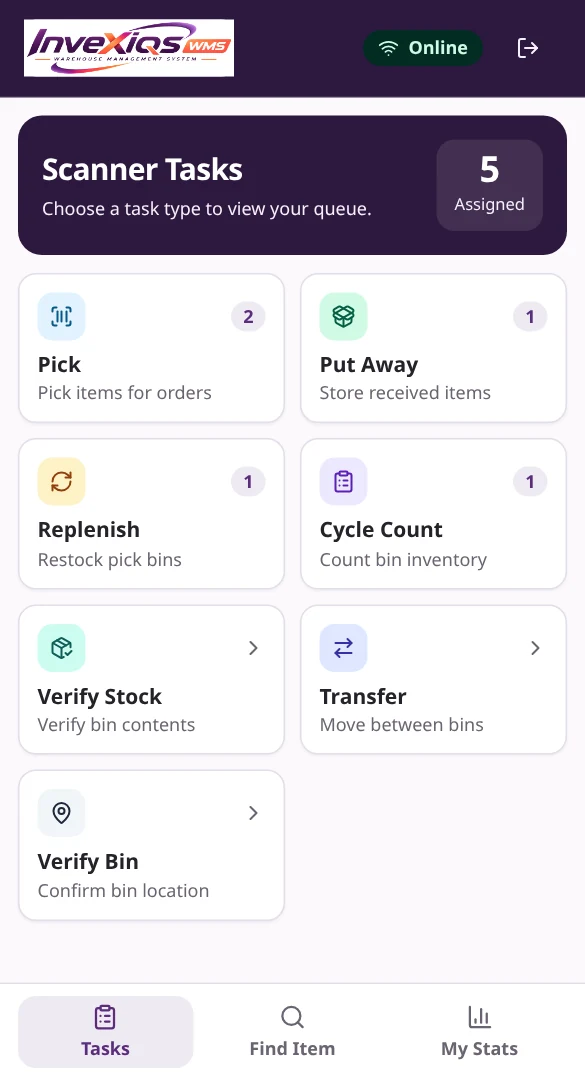 InveXiqs WMS
WAREHOUSE MANAGEMENT SYSTEM
Online
Scanner Tasks
Choose a task type to view your queue.
5
Assigned
2
Pick
Pick items for orders
1
Put Away
Store received items
1
Replenish
Restock pick bins
1
Cycle Count
Count bin inventory
Verify Stock
Verify bin contents
Transfer
Move between bins
Verify Bin
Confirm bin location
Tasks
Find Item
My Stats